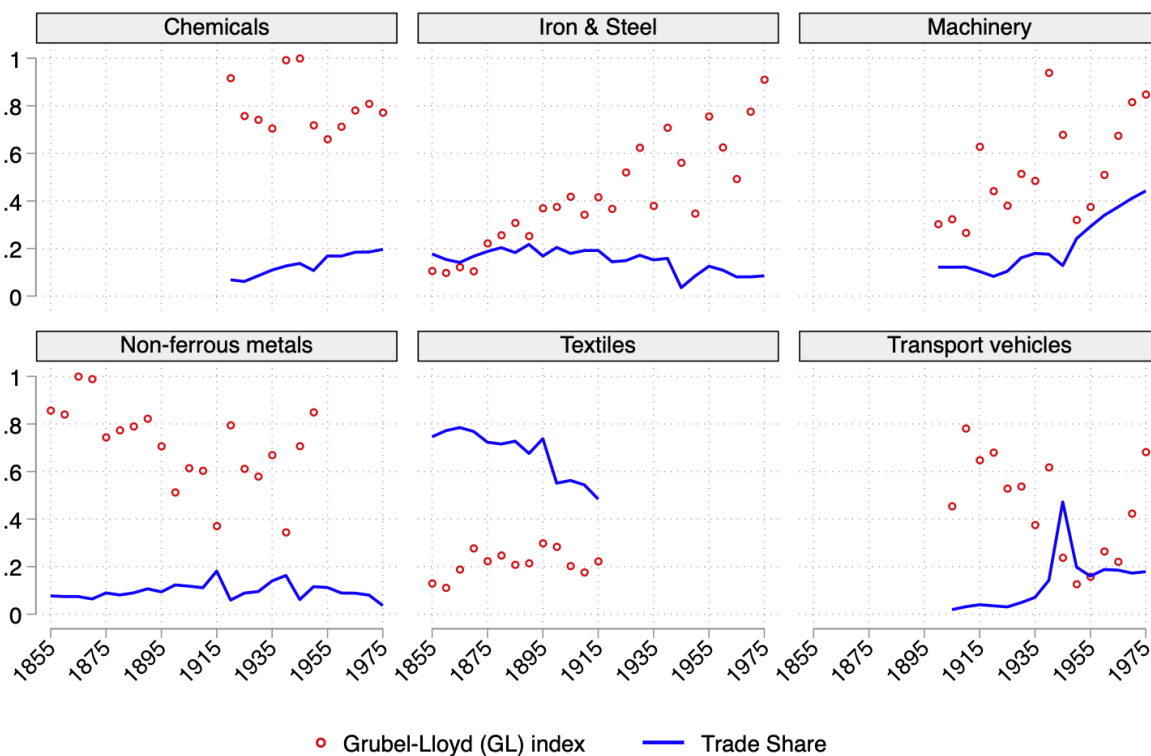 Chemicals
Iron & Steel
Machinery
1
.8
.6
.4
.2
0
Non-ferrous metals
Textiles
Transport vehicles
1
.8
.6
.4
.2
0
1855 1875 1895 1915 1935 1955 1975
1855 1875 1895 1915 1935 1955 1975
1855 1875 1895 1915 1935 1955 1975
Grubel-Lloyd (GL) index
Trade Share